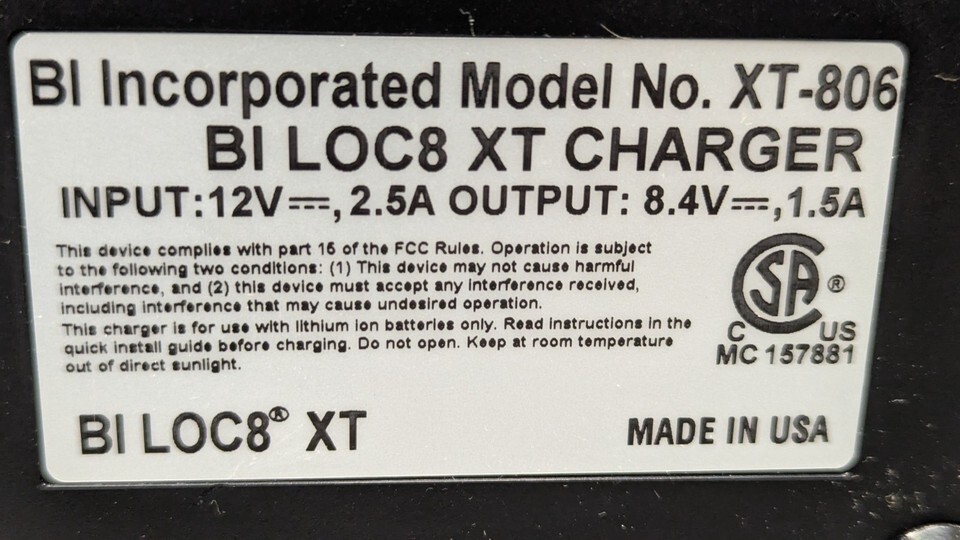 BI Incorporated Model No. XT-806
BI LOC8 XT CHARGER
INPUT:12V⎓, 2.5A OUTPUT: 8.4V⎓,1.5A
This device complies with part 15 of the FCC Rules. Operation is subject
to the following two conditions: (1) This device may not cause harmful
interference, and (2) this device must accept any interference received,
including interference that may cause undesired operation.
This charger is for use with lithium ion batteries only. Read instructions in the
quick install guide before charging. Do not open. Keep at room temperature
out of direct sunlight.
CSA®
C US
MC 157881
BI LOC8® XT
MADE IN USA